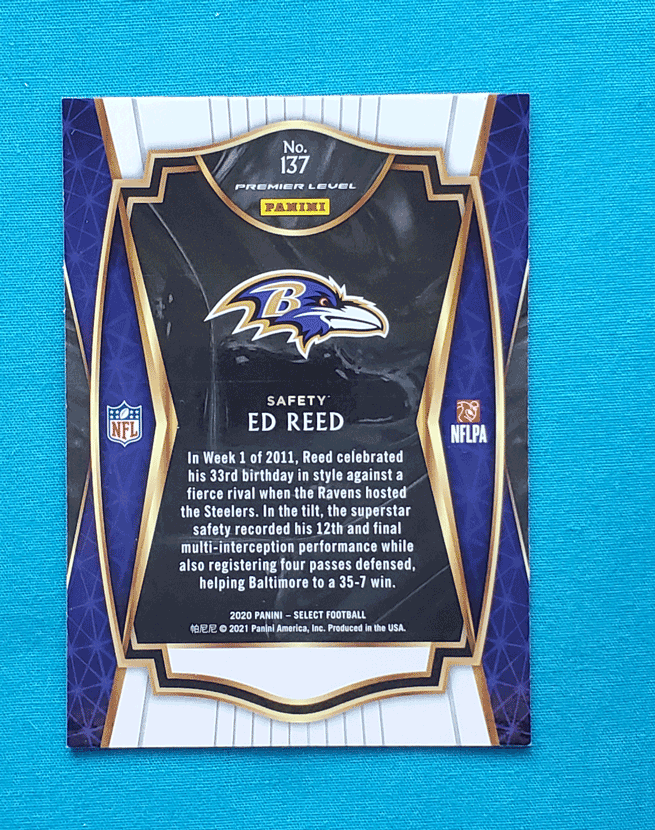 No.
137
PREMIER LEVEL
PANINI
B
SAFETY
ED REED
NFL
NFLPA
In Week 1 of 2011, Reed celebrated
his 33rd birthday in style against a
fierce rival when the Ravens hosted
the Steelers. In the tilt, the superstar
safety recorded his 12th and final
multi-interception performance while
also registering four passes defensed,
helping Baltimore to a 35-7 win.
2020 PANINI – SELECT FOOTBALL
帕尼尼 © 2021 Panini America, Inc. Produced in the USA.